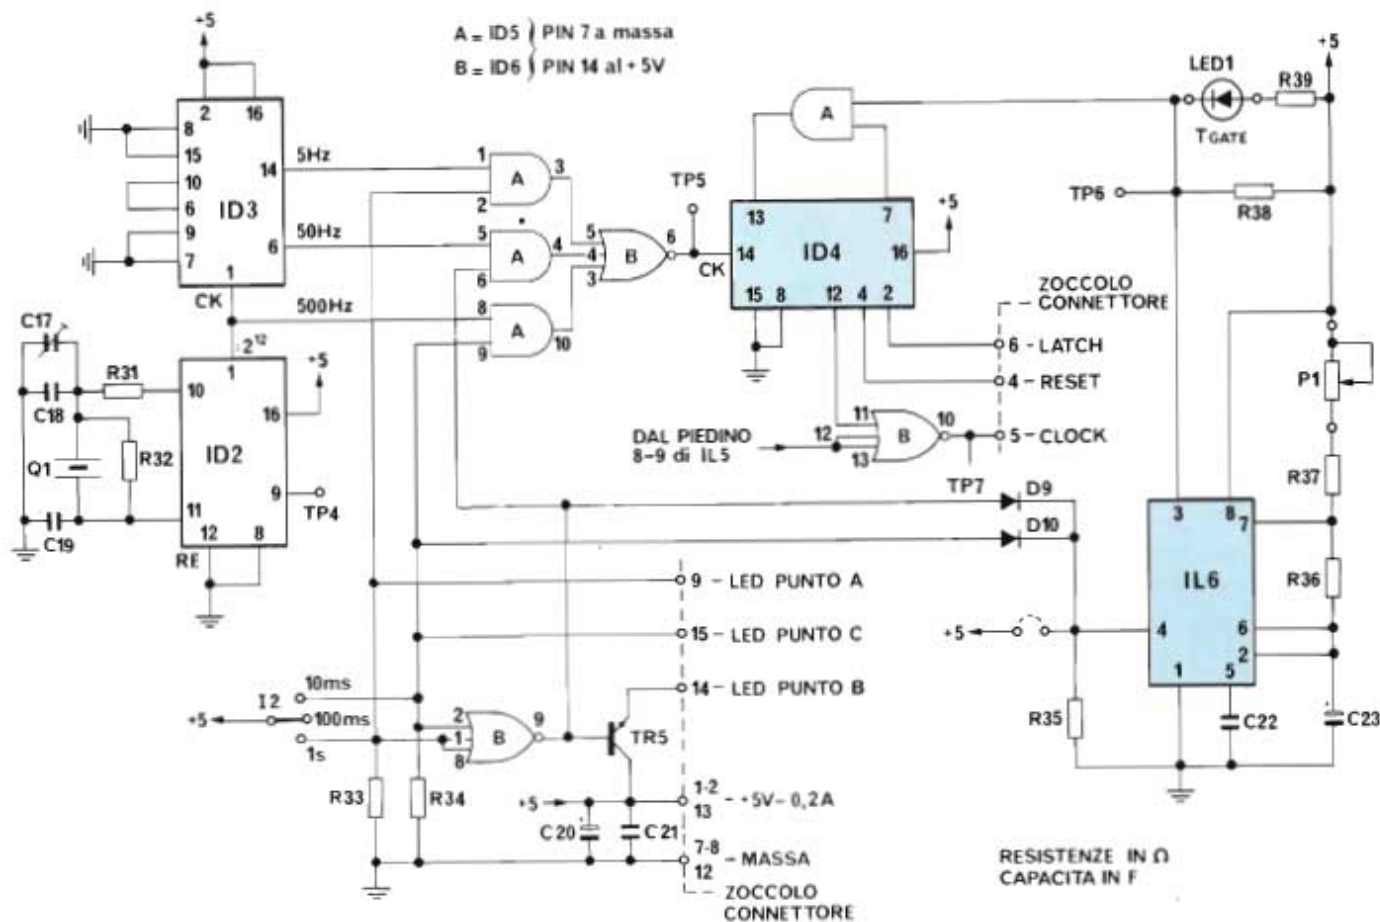 +5
A = ID5 } PIN 7 a massa
B = ID6 } PIN 14 al + 5V
+5
LED1
R39
TGATE
2 16
8
15
10
6
9
7
14
6
1
ID3
5Hz
50Hz
500Hz
CK
1
2
3
A
5
6
4
A
8
9
10
A
5
4
3
6
B
TP5
CK
A
13
7
14
16
ID4
15 8 12 4 2
+5
TP6
R38
ZOCCOLO
CONNETTORE
6 - LATCH
4 - RESET
5 - CLOCK
DAL PIEDINO
8-9 di IL5
11
12
13
10
B
TP7
P1
R37
R36
C17
C18
R31
R32
Q1
C19
: 2¹²
1
10
16
ID2
9
11
12
8
RE
+5
TP4
D9
D10
3 8
7
IL6
4
6
2
1 5
+5
R35
C22
C23
9 - LED PUNTO A
15 - LED PUNTO C
14 - LED PUNTO B
10ms
I2
+5
100ms
1s
2
1
8
9
B
TR5
R33
R34
+5
C20
C21
1-2
13
- +5V-0,2A
7-8
12
- MASSA
ZOCCOLO
CONNETTORE
RESISTENZE IN Ω
CAPACITA IN F